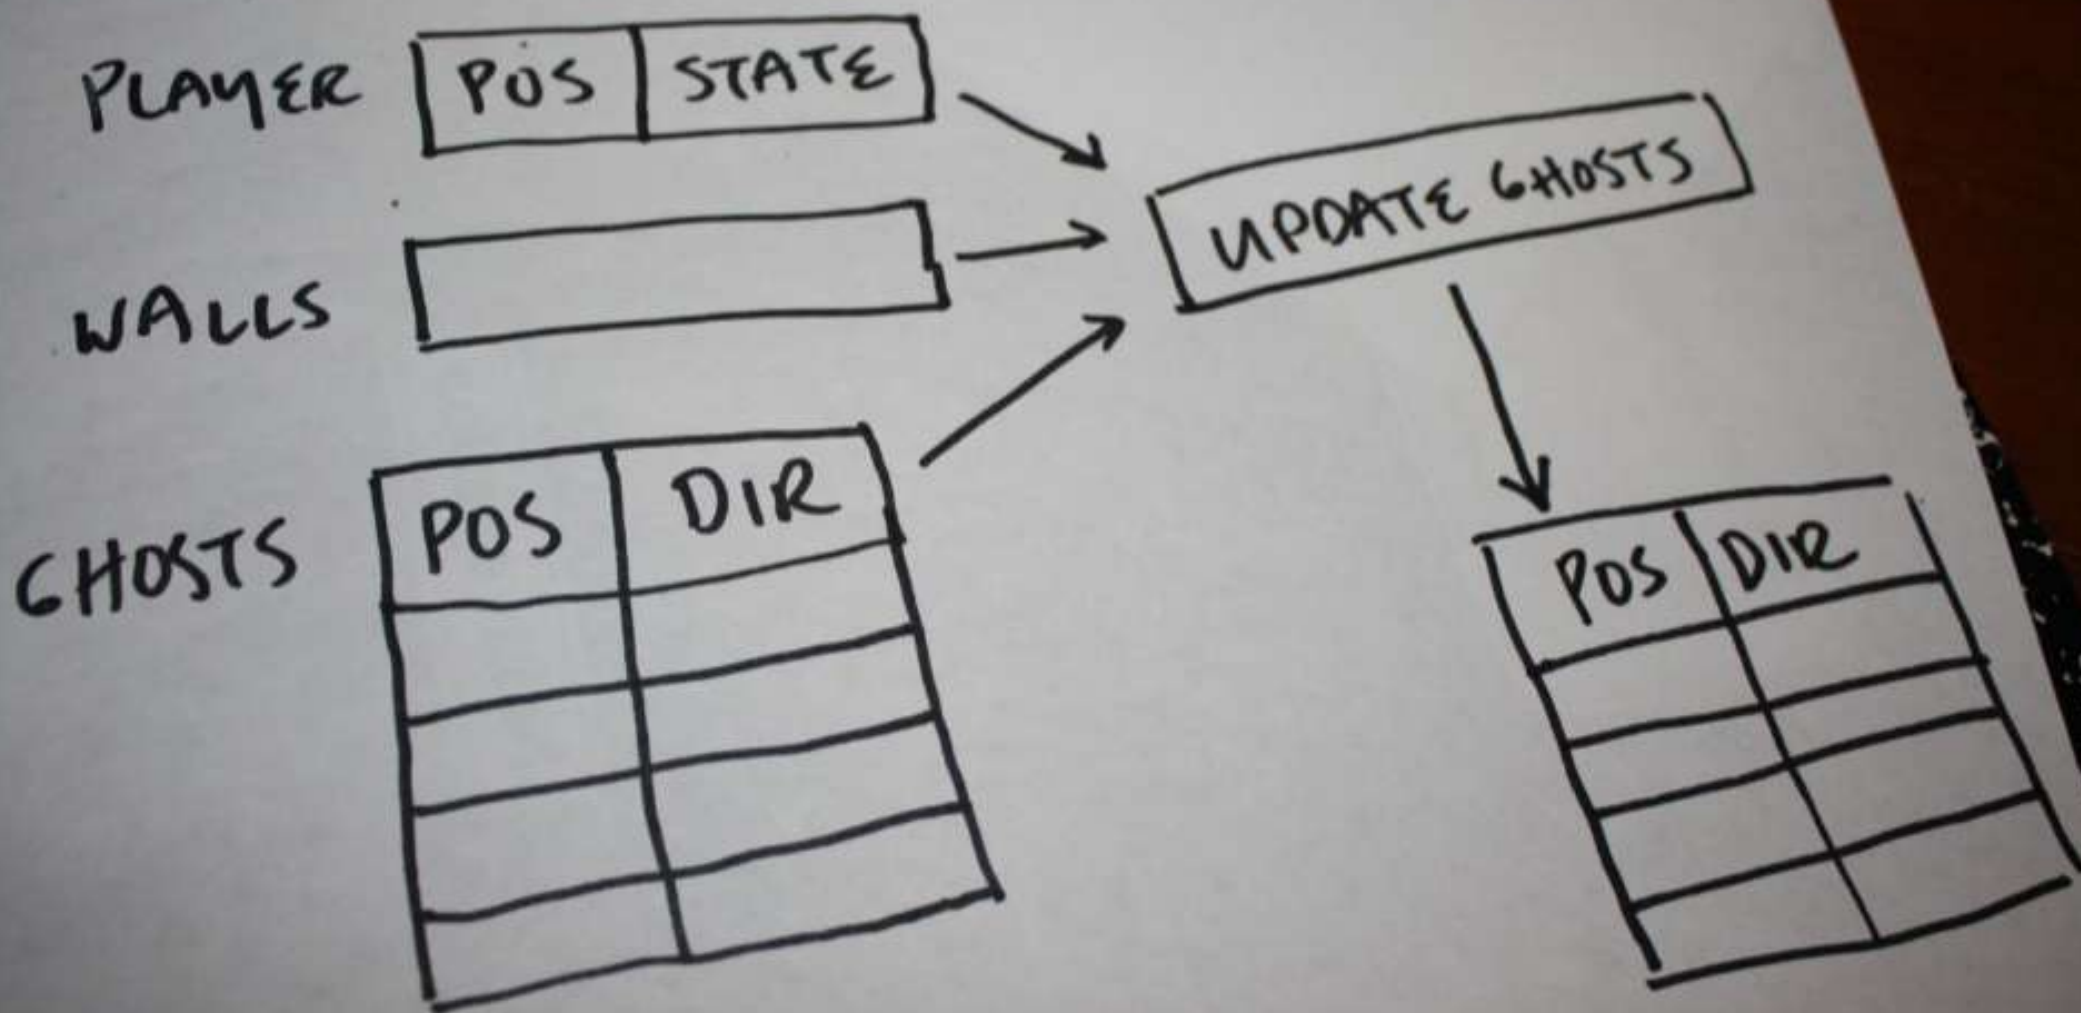 PLAYER POS STATE
UPDATE GHOSTS
WALLS
GHOSTS POS DIR
POS DIR